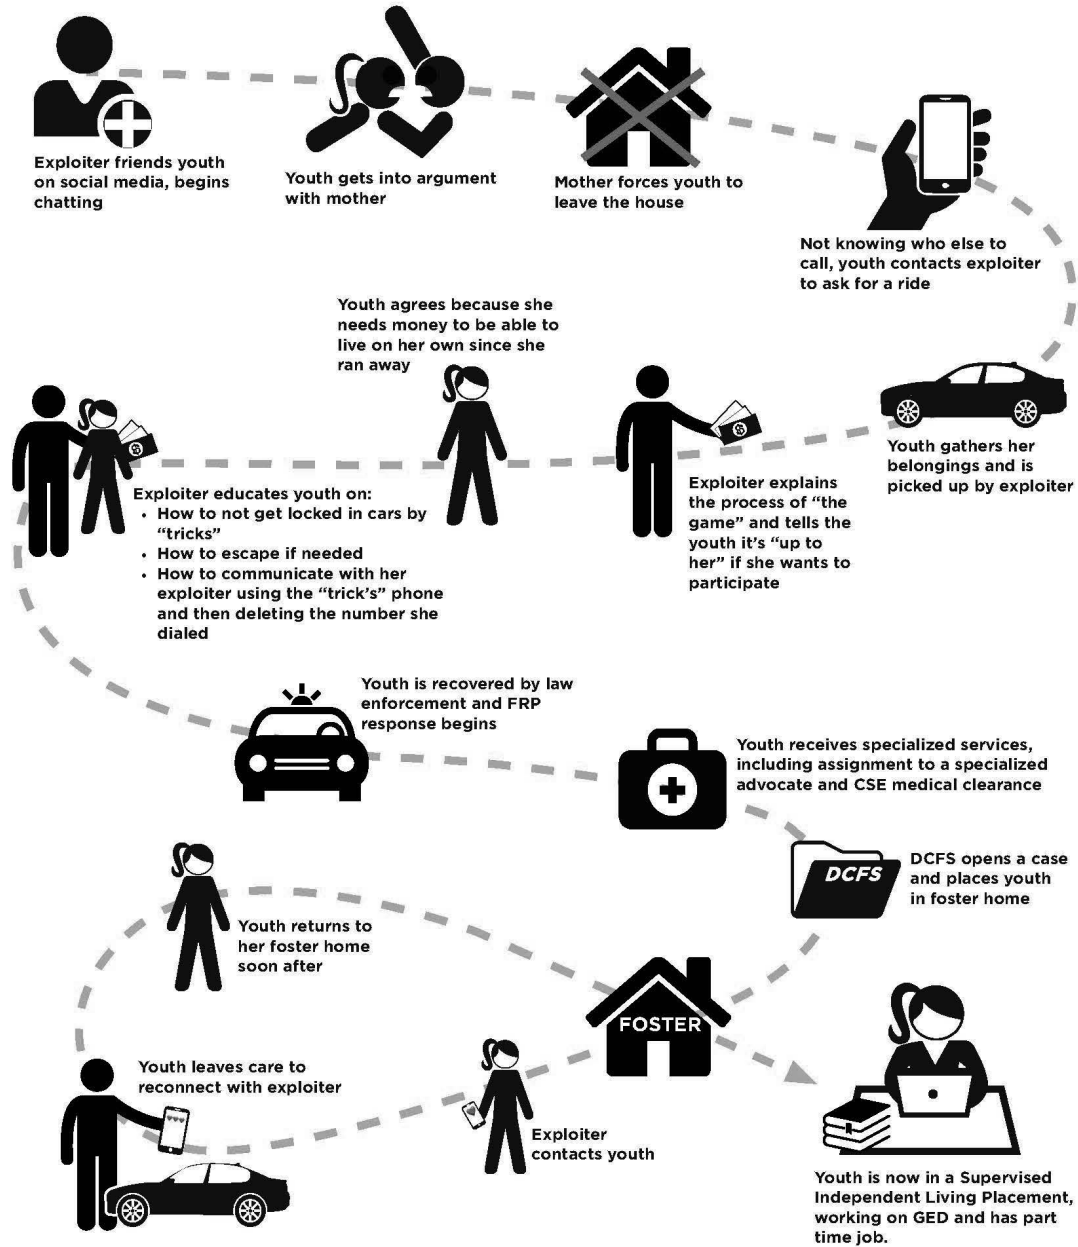 Exploiter friends youth
on social media, begins
chatting
Youth gets into argument
with mother
Mother forces youth to
leave the house
Not knowing who else to
call, youth contacts exploiter
to ask for a ride
Youth gathers her
belongings and is
picked up by exploiter
$
Exploiter explains
the process of “the
game” and tells the
youth it’s “up to
her” if she wants to
participate
Youth agrees because she
needs money to be able to
live on her own since she
ran away
$
Exploiter educates youth on:
• How to not get locked in cars by
“tricks”
• How to escape if needed
• How to communicate with her
exploiter using the “trick’s” phone
and then deleting the number she
dialed
Youth is recovered by law
enforcement and FRP
response begins
Youth receives specialized services,
including assignment to a specialized
advocate and CSE medical clearance
DCFS
DCFS opens a case
and places youth
in foster home
FOSTER
Exploiter
contacts youth
Youth leaves care to
reconnect with exploiter
Youth returns to
her foster home
soon after
Youth is now in a Supervised
Independent Living Placement,
working on GED and has part
time job.